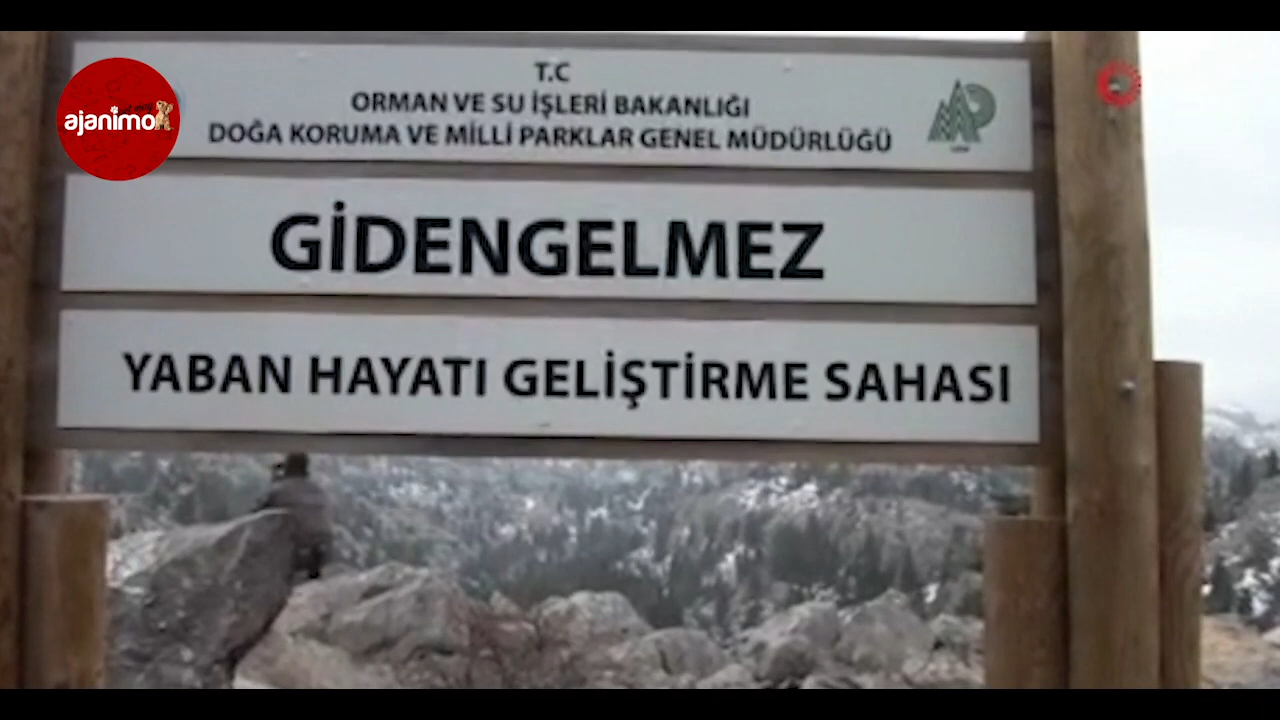 T.C
ORMAN VE SU İŞLERİ BAKANLIĞI
DOĞA KORUMA VE MİLLİ PARKLAR GENEL MÜDÜRLÜĞÜ
ajanimo
GİDENGELMEZ
YABAN HAYATI GELİŞTİRME SAHASI